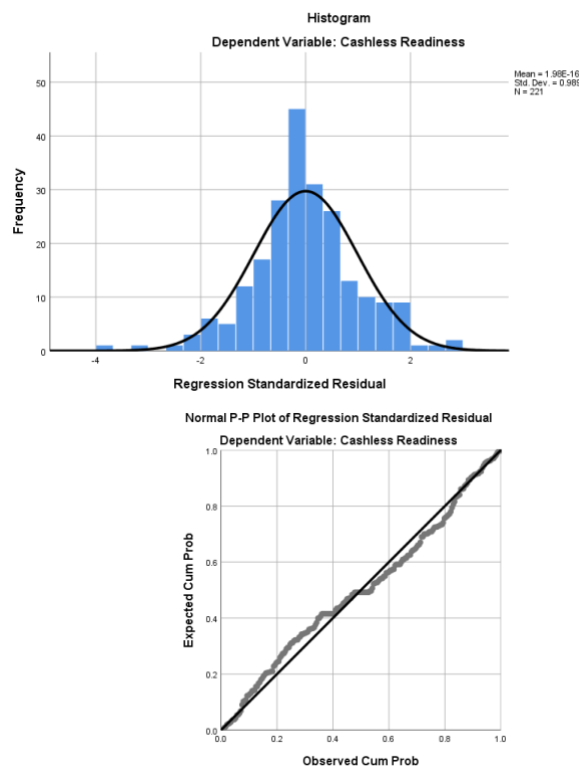 Histogram
Dependent Variable: Cashless Readiness
Mean = 1.98E-16
Std. Dev. = 0.989
N = 221
50
40
30
20
10
0
Frequency
-4
-2
0
2
Regression Standardized Residual
Normal P-P Plot of Regression Standardized Residual
Dependent Variable: Cashless Readiness
1.0
0.8
0.6
0.4
0.2
0.0
Expected Cum Prob
0.0
0.2
0.4
0.6
0.8
1.0
Observed Cum Prob